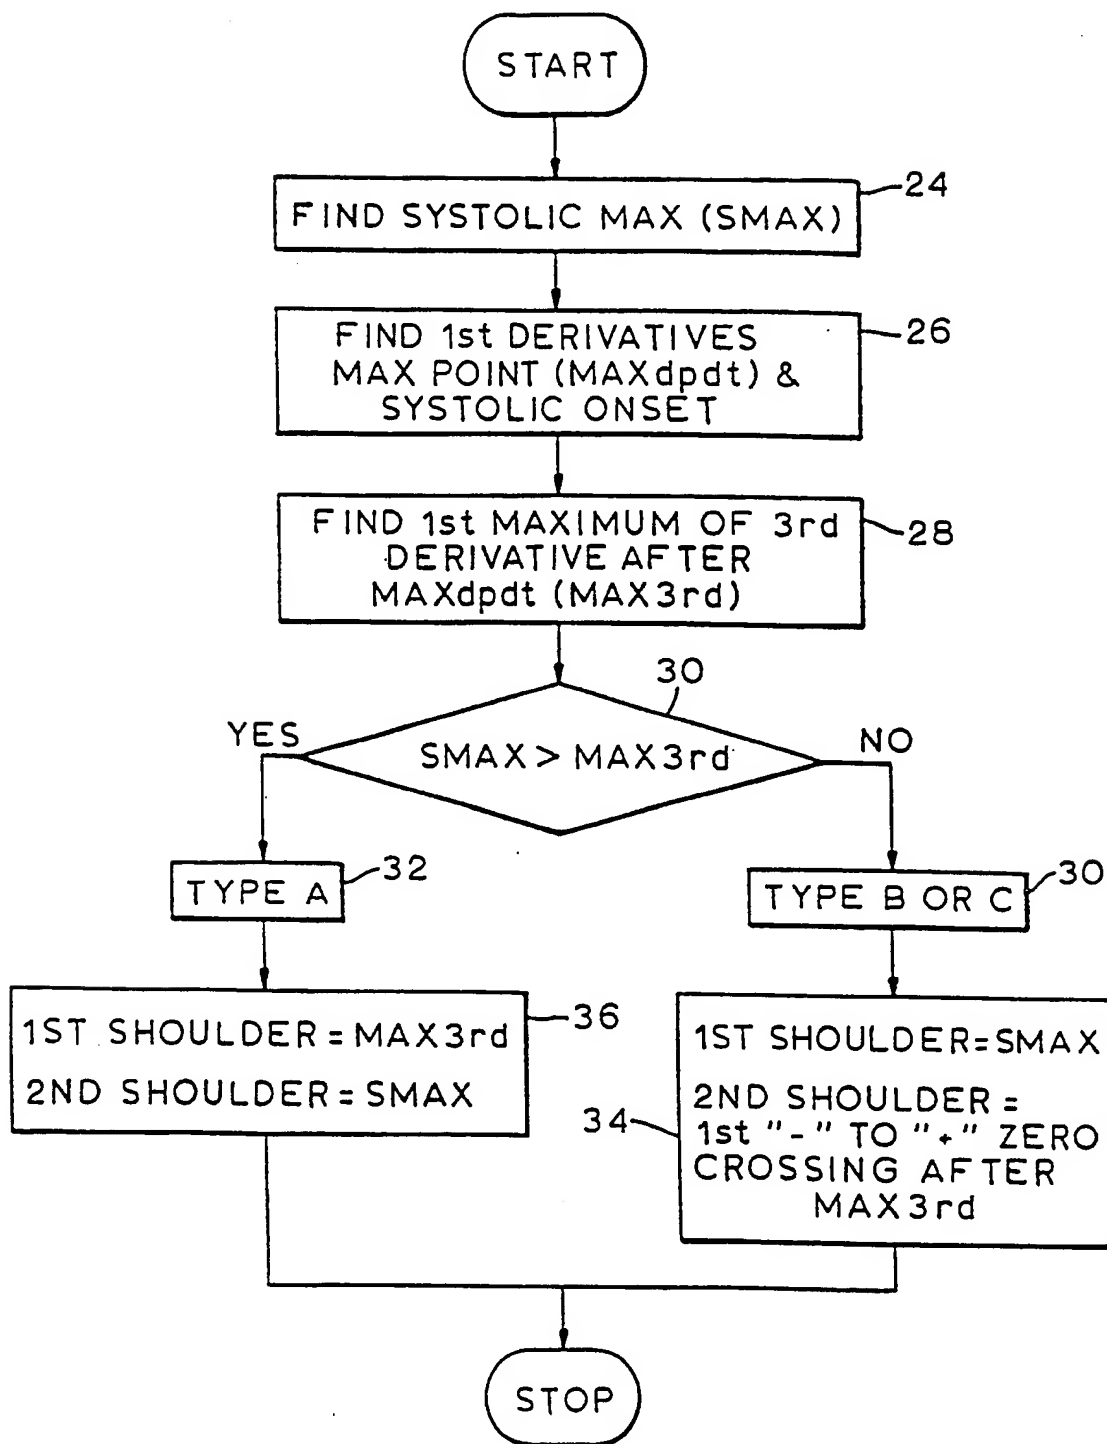 START
24
FIND SYSTOLIC MAX (SMAX)
26
FIND 1st DERIVATIVES
MAX POINT (MAXdpdt) &
SYSTOLIC ONSET
28
FIND 1st MAXIMUM OF 3rd
DERIVATIVE AFTER
MAXdpdt (MAX3rd)
30
YES
SMAX > MAX3rd
NO
32
TYPE A
30
TYPE B OR C
36
1ST SHOULDER = MAX3rd
2ND SHOULDER = SMAX
34
1ST SHOULDER=SMAX
2ND SHOULDER =
1st "-" TO "+" ZERO
CROSSING AFTER
MAX3rd
STOP